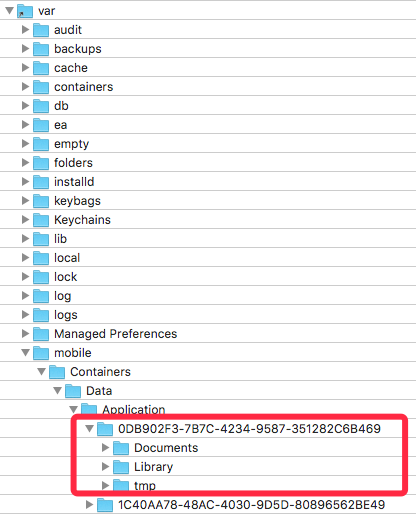 var
audit
backups
cache
containers
db
ea
empty
folders
installd
keybags
Keychains
lib
local
lock
log
logs
Managed Preferences
mobile
Containers
Data
Application
0DB902F3-7B7C-4234-9587-351282C6B469
Documents
Library
tmp
1C40AA78-48AC-4030-9D5D-80896562BE49